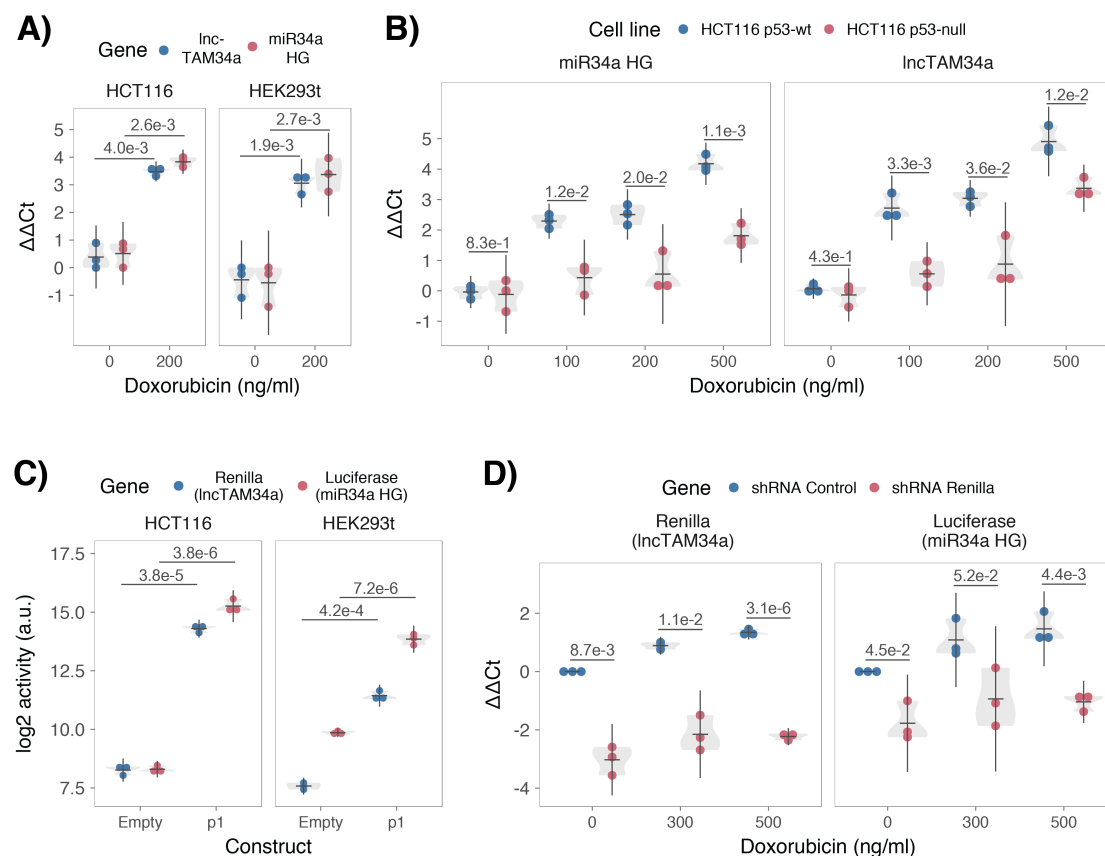 A)
Gene
lnc-
TAM34a
miR34a
HG
HCT116
HEK293t
5
4
3
2
1
0
-1
ΔΔCt
4.0e-3
2.6e-3
1.9e-3
2.7e-3
0
200
0
200
Doxorubicin (ng/ml)
B)
Cell line
HCT116 p53-wt
HCT116 p53-null
miR34a HG
lncTAM34a
5
4
3
2
1
0
-1
ΔΔCt
8.3e-1
1.2e-2
2.0e-2
1.1e-3
4.3e-1
3.3e-3
3.6e-2
1.2e-2
0
100
200
500
0
100
200
500
Doxorubicin (ng/ml)
C)
Gene
Renilla
(lncTAM34a)
Luciferase
(miR34a HG)
HCT116
HEK293t
17.5
15.0
12.5
10.0
7.5
log2 activity (a.u.)
3.8e-6
3.8e-5
7.2e-6
4.2e-4
Empty
p1
Empty
p1
Construct
D)
Gene
shRNA Control
shRNA Renilla
Renilla
(lncTAM34a)
Luciferase
(miR34a HG)
2
0
-2
-4
ΔΔCt
8.7e-3
1.1e-2
3.1e-6
4.5e-2
5.2e-2
4.4e-3
0
300
500
0
300
500
Doxorubicin (ng/ml)